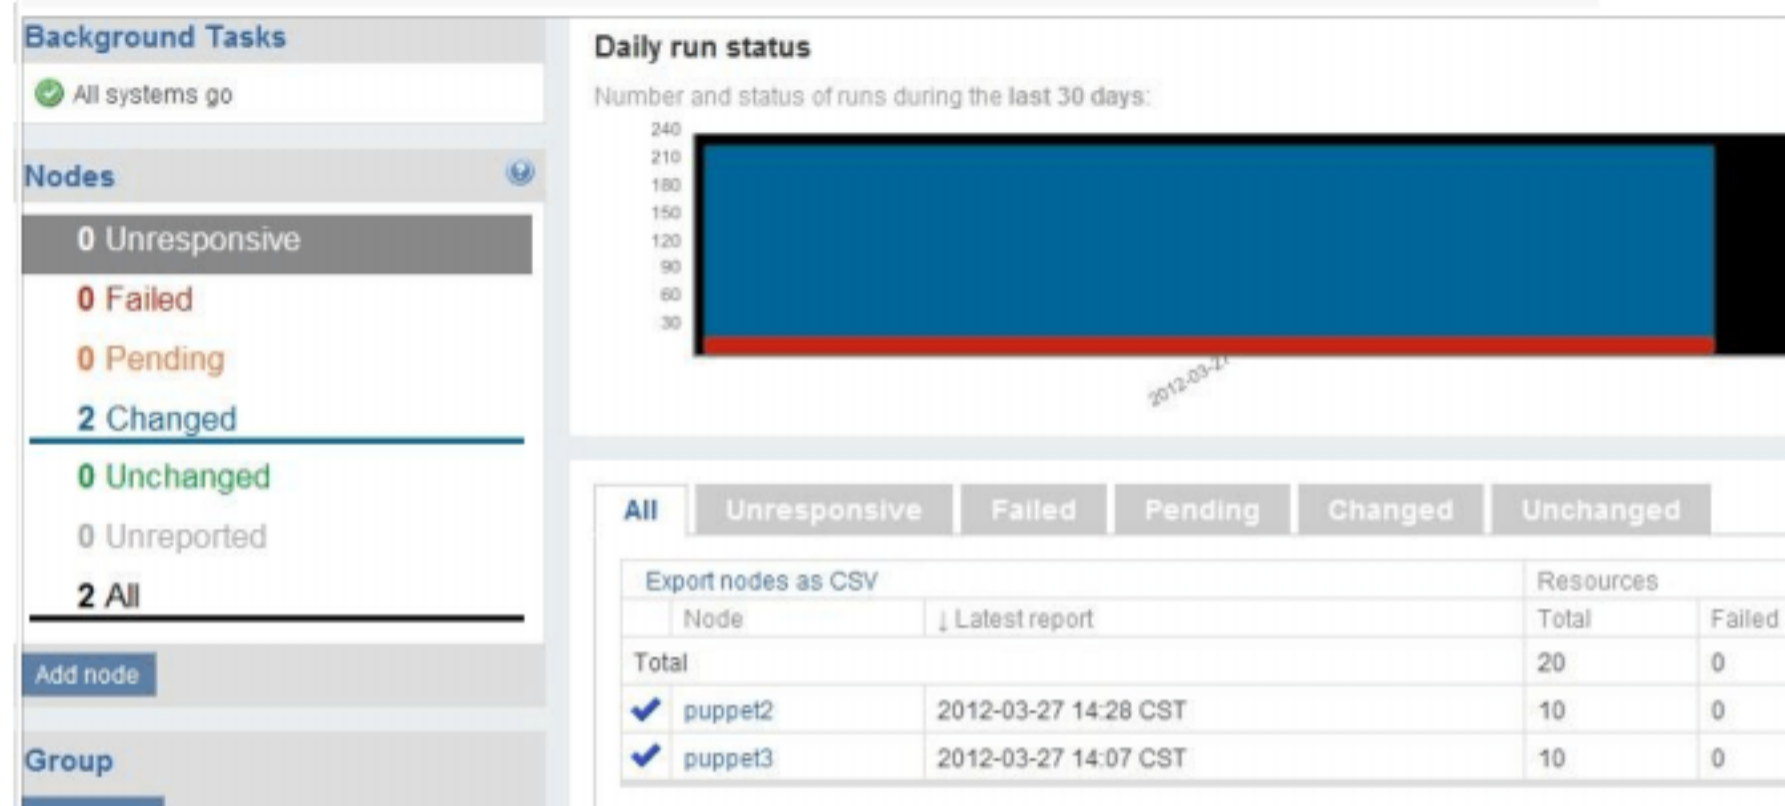 Background Tasks
All systems go
Nodes
0 Unresponsive
0 Failed
0 Pending
2 Changed
0 Unchanged
0 Unreported
2 All
Add node
Group
Daily run status
Number and status of runs during the last 30 days:
240
210
180
150
120
90
60
30
2012-03-27
All Unresponsive Failed Pending Changed Unchanged
Export nodes as CSV Resources
Node ↓ Latest report Total Failed
Total 20 0
puppet2 2012-03-27 14:28 CST 10 0
puppet3 2012-03-27 14:07 CST 10 0